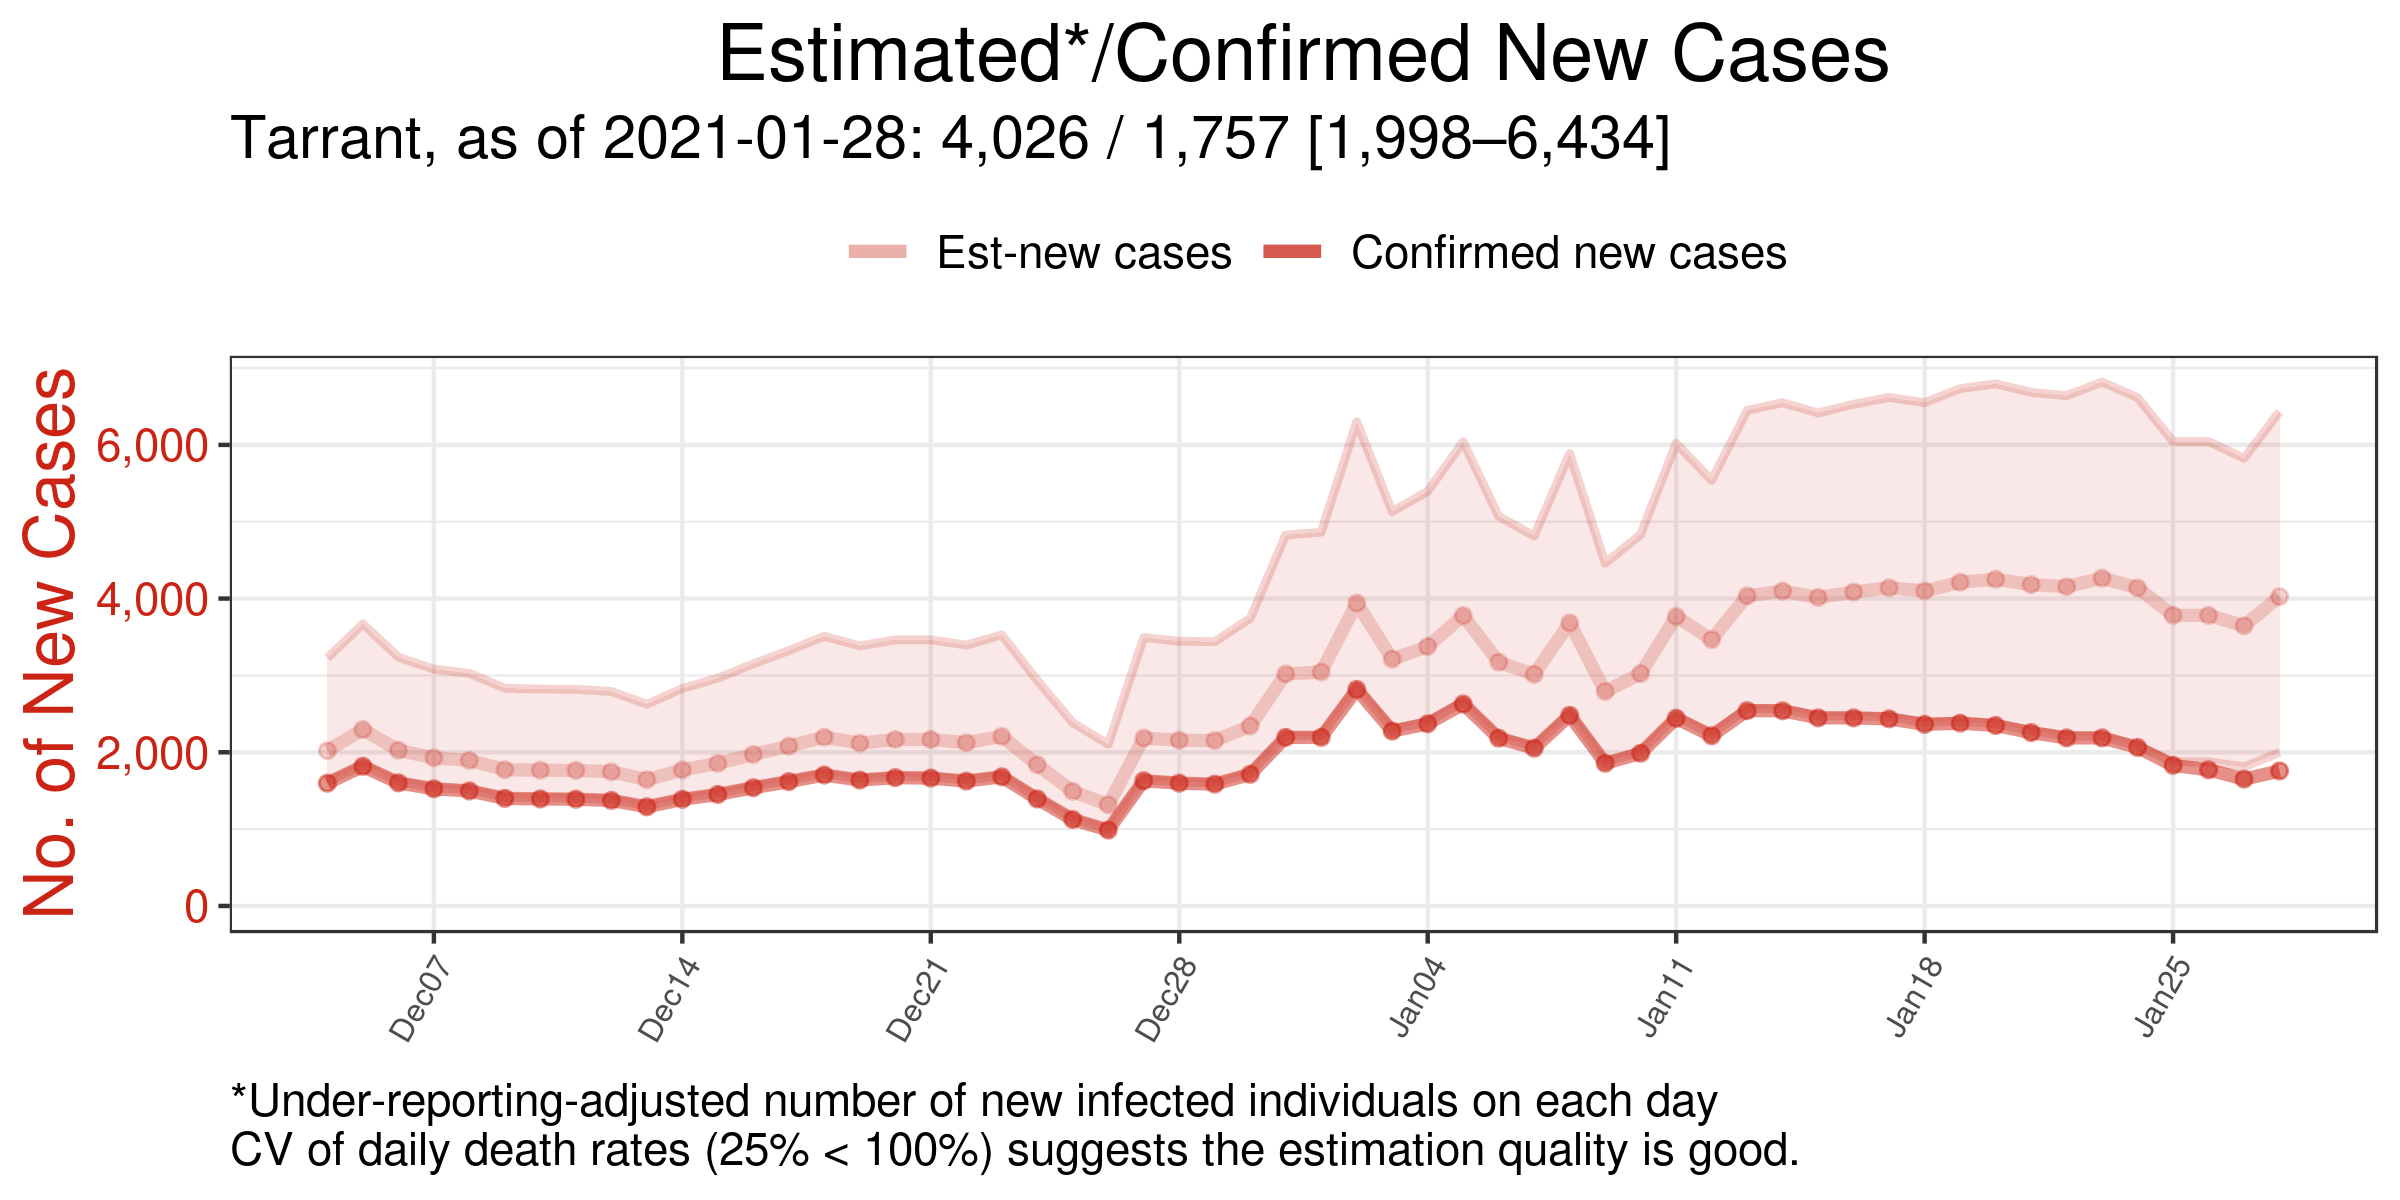 Estimated*/Confirmed New Cases
Tarrant, as of 2021-01-28: 4,026 / 1,757 [1,998–6,434]
Est-new cases Confirmed new cases
No. of New Cases
6,000
4,000
2,000
0
Dec07 Dec14 Dec21 Dec28 Jan04 Jan11 Jan18 Jan25
*Under-reporting-adjusted number of new infected individuals on each day
CV of daily death rates (25% < 100%) suggests the estimation quality is good.